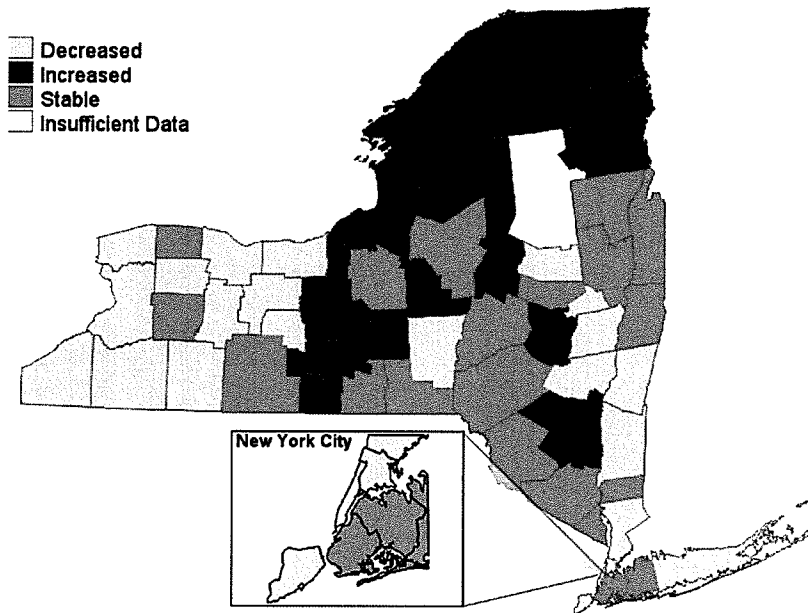 Decreased
Increased
Stable
Insufficient Data
New York City